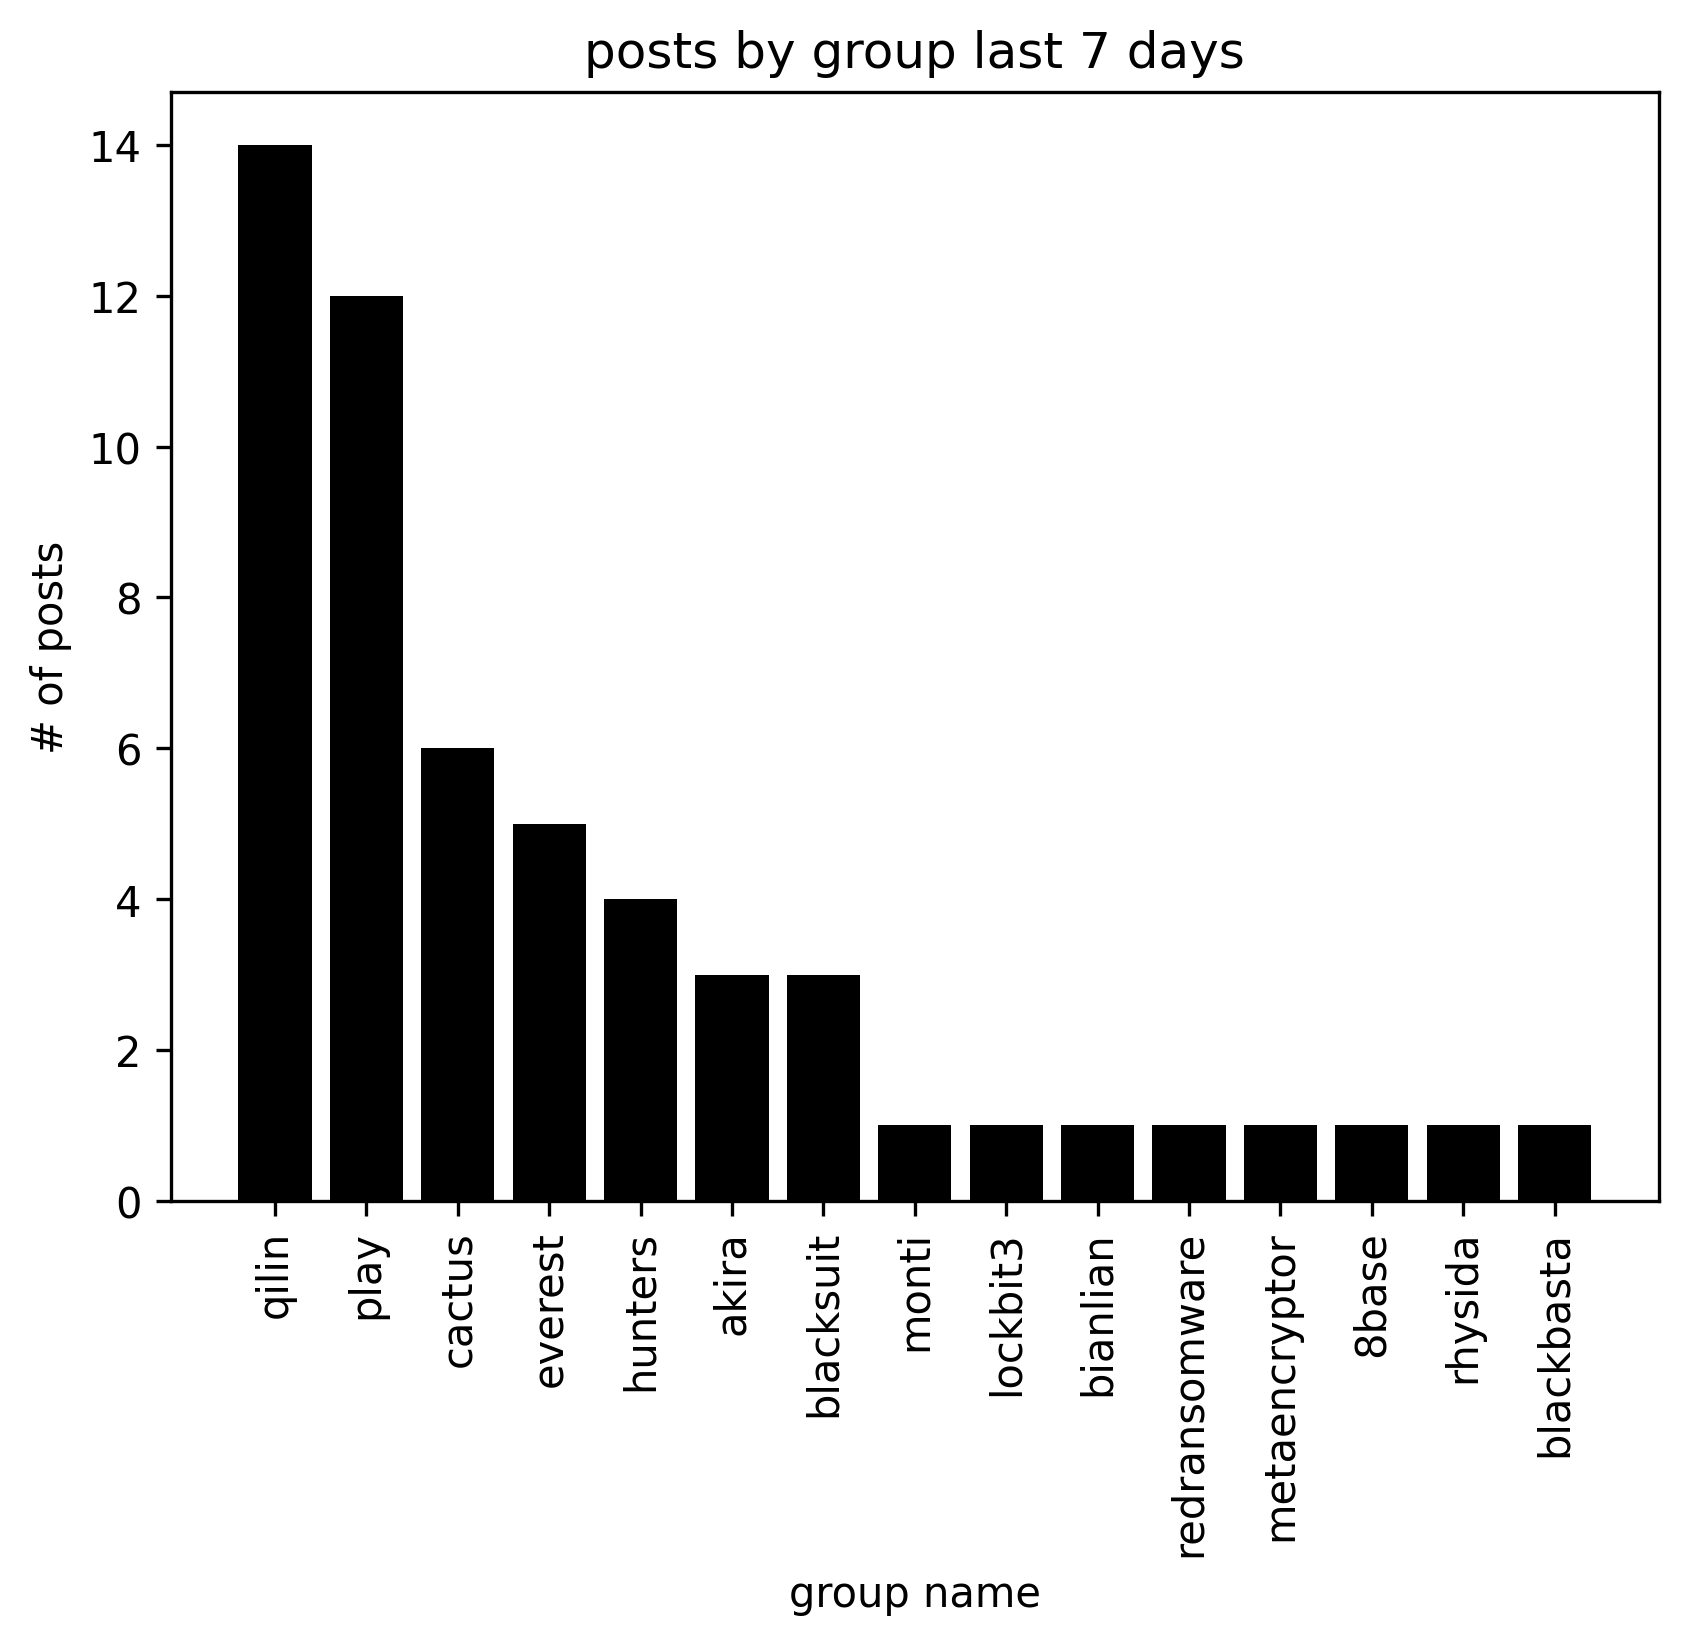 posts by group last 7 days
# of posts
14
12
10
8
6
4
2
0
qilin
play
cactus
everest
hunters
akira
blacksuit
monti
lockbit3
bianlian
redransomware
metaencryptor
8base
rhysida
blackbasta
group name